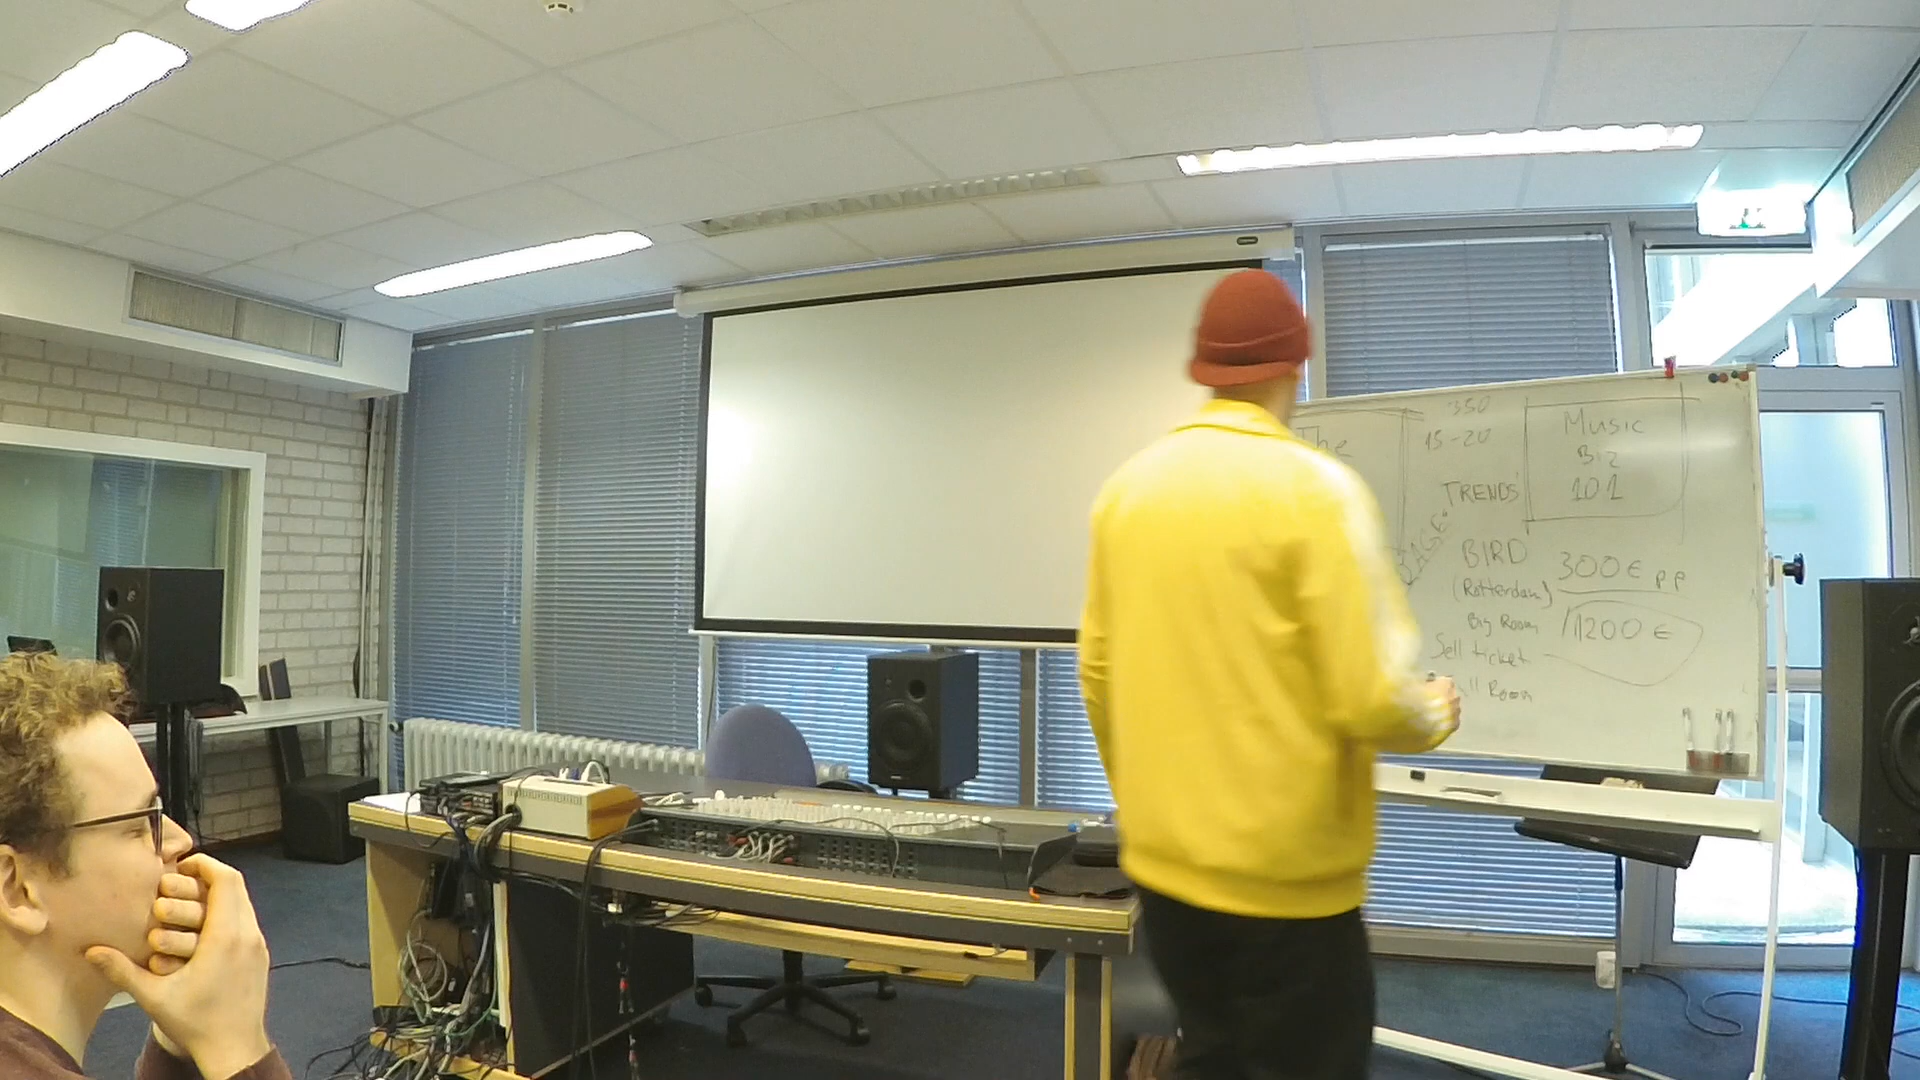 The
350
15-20
Music
Biz
101
TRENDS
BIRD
(Rotterdam)
300€ pp
Big Room
1200 €
Sell ticket
Room